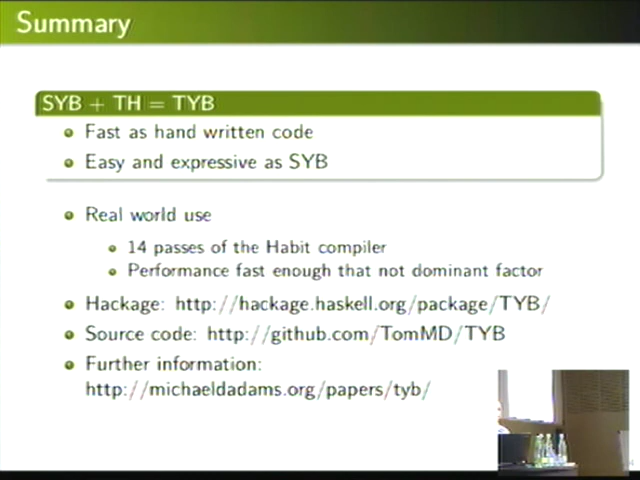 Summary
SYB + TH = TYB
Fast as hand written code
Easy and expressive as SYB
Real world use
14 passes of the Habit compiler
Performance fast enough that not dominant factor
Hackage: http://hackage.haskell.org/package/TYB/
Source code: http://github.com/TomMD/TYB
Further information:
http://michaeldadams.org/papers/tyb/